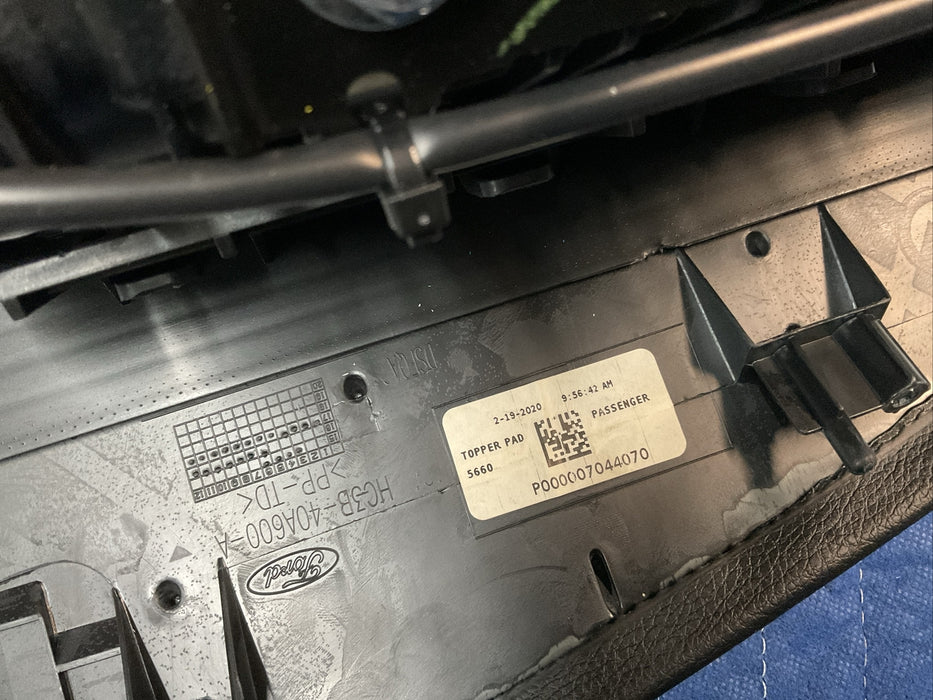 2-19-2020 9:56:42 AM
TOPPER PAD PASSENGER
5660
P000007044070
>PP-TD<
HC3B-40A600-A
Ford